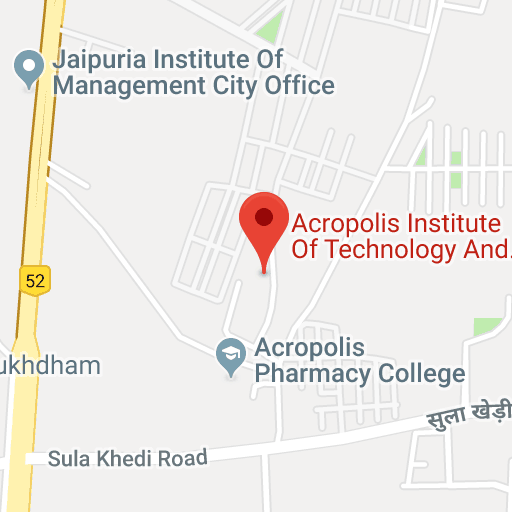 Jaipuria Institute Of
Management City Office
Acropolis Institute
Of Technology And.
52
Acropolis
Pharmacy College
ukhdham
सुला खेड़ी
Sula Khedi Road